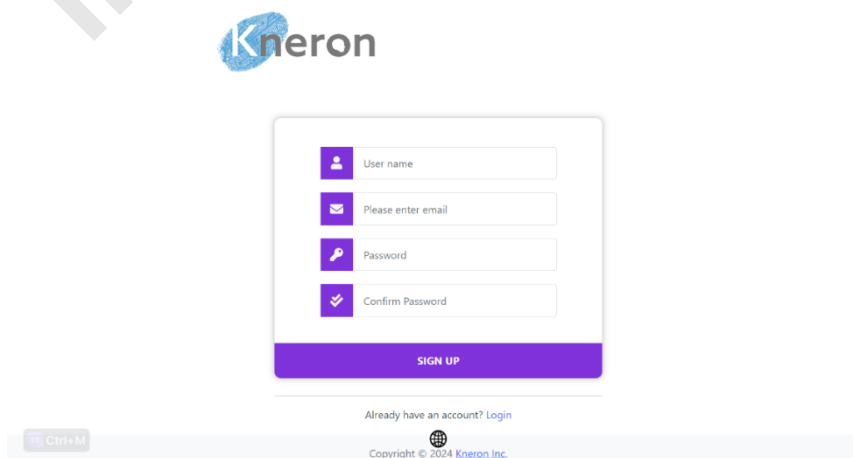 Kneron
User name
Please enter email
Password
Confirm Password
SIGN UP
Already have an account? Login
Ctrl+M
Copyright © 2024 Kneron Inc.